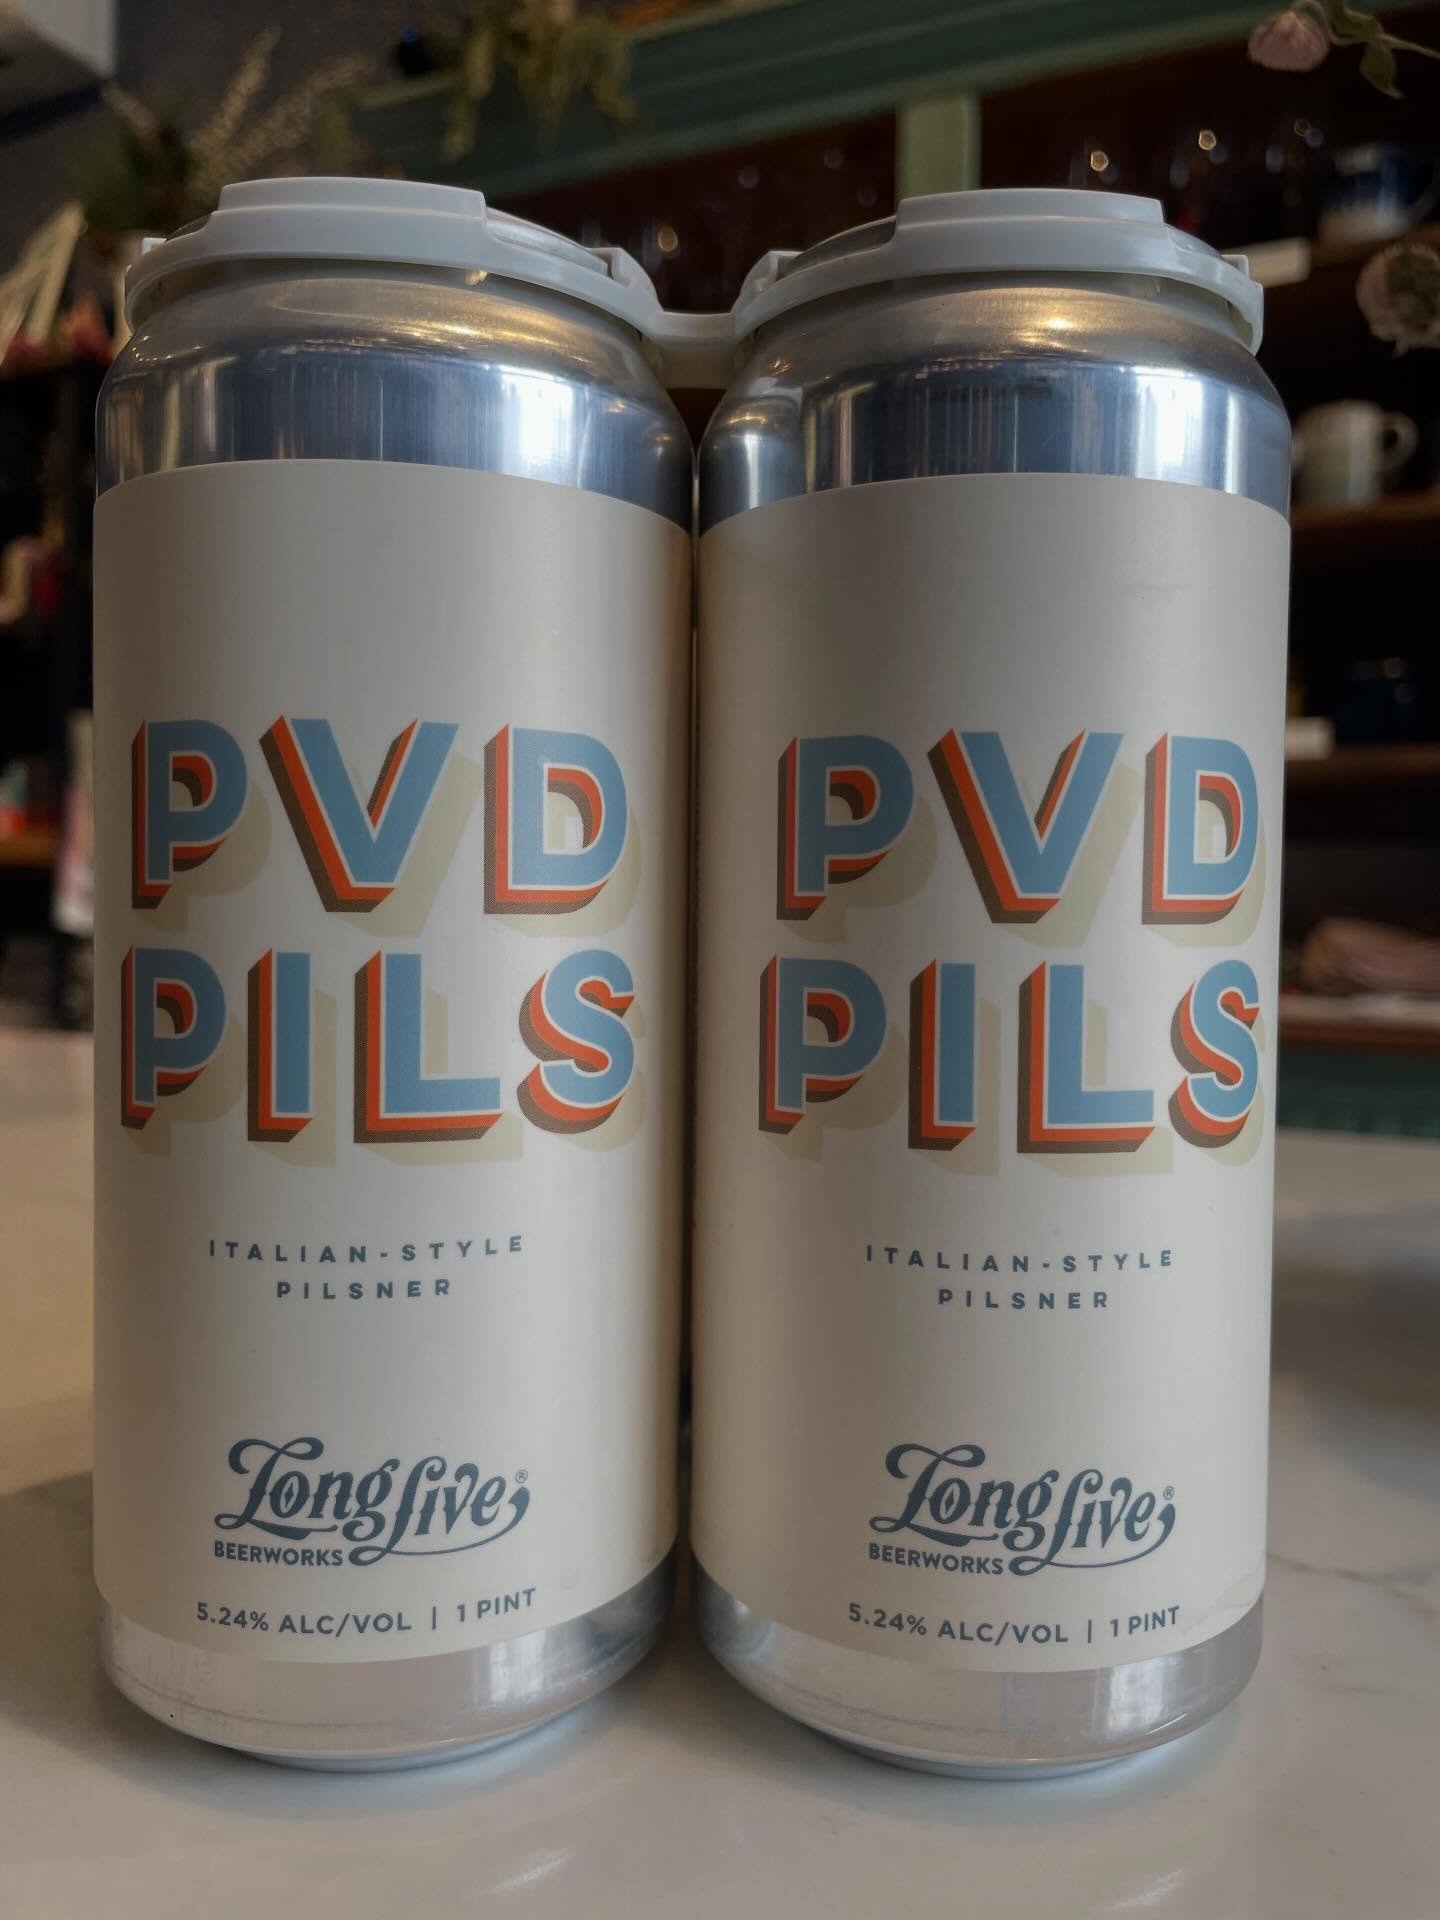 PVD
PILS
ITALIAN-STYLE
PILSNER
Long Live®
BEERWORKS
5.24% ALC/VOL | 1 PINT
PVD
PILS
ITALIAN-STYLE
PILSNER
Long Live®
BEERWORKS
5.24% ALC/VOL | 1 PINT